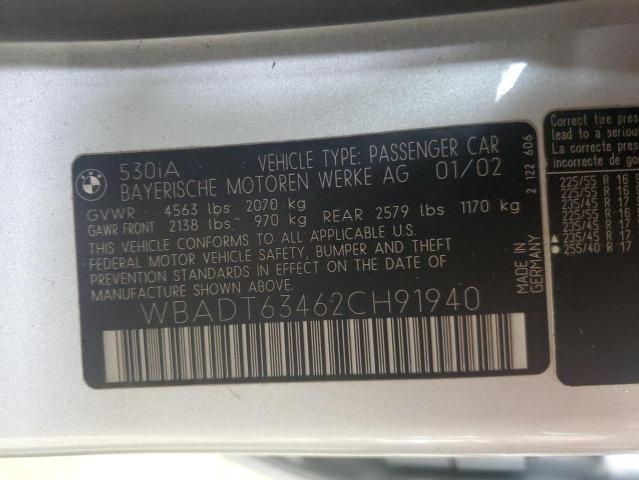 530iA VEHICLE TYPE: PASSENGER CAR
BAYERISCHE MOTOREN WERKE AG 01/02
GVWR 4563 lbs 2070 kg
GAWR FRONT 2138 lbs 970 kg REAR 2579 lbs 1170 kg
THIS VEHICLE CONFORMS TO ALL APPLICABLE U.S.
FEDERAL MOTOR VEHICLE SAFETY, BUMPER AND THEFT
PREVENTION STANDARDS IN EFFECT ON THE DATE OF
MANUFACTURE SHOWN ABOVE.
WBADT63462CH91940
MADE IN
GERMANY
2 122 606
Correct tire pres
lead to a seriou
La correcte pres
incorrecte de go
225/55 R 16
225/55 R 16
235/45 R 17
225/55 R 16
235/45 R 17
235/45 R 17
255/40 R 17